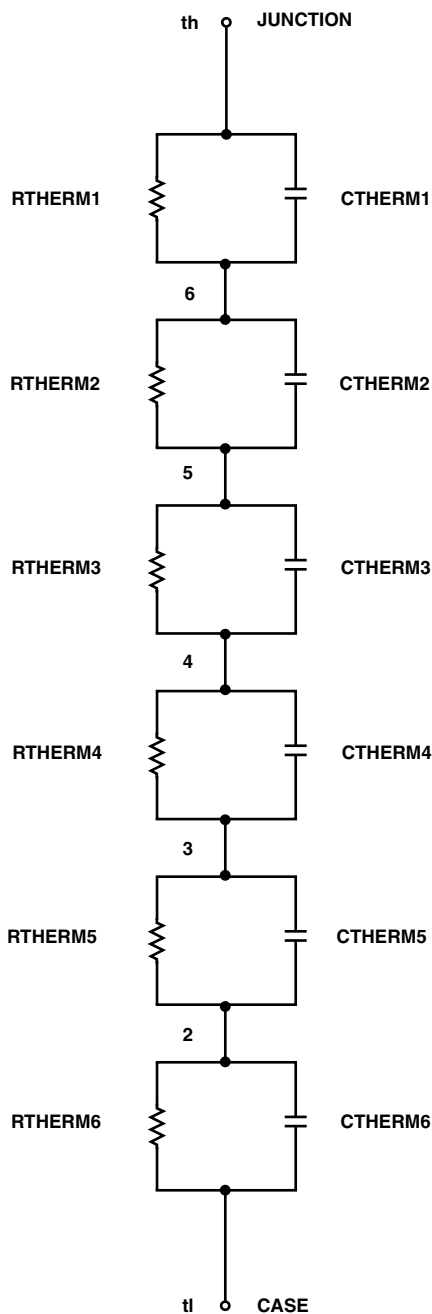 th JUNCTION
RTHERM1 CTHERM1
6
RTHERM2 CTHERM2
5
RTHERM3 CTHERM3
4
RTHERM4 CTHERM4
3
RTHERM5 CTHERM5
2
RTHERM6 CTHERM6
tl CASE